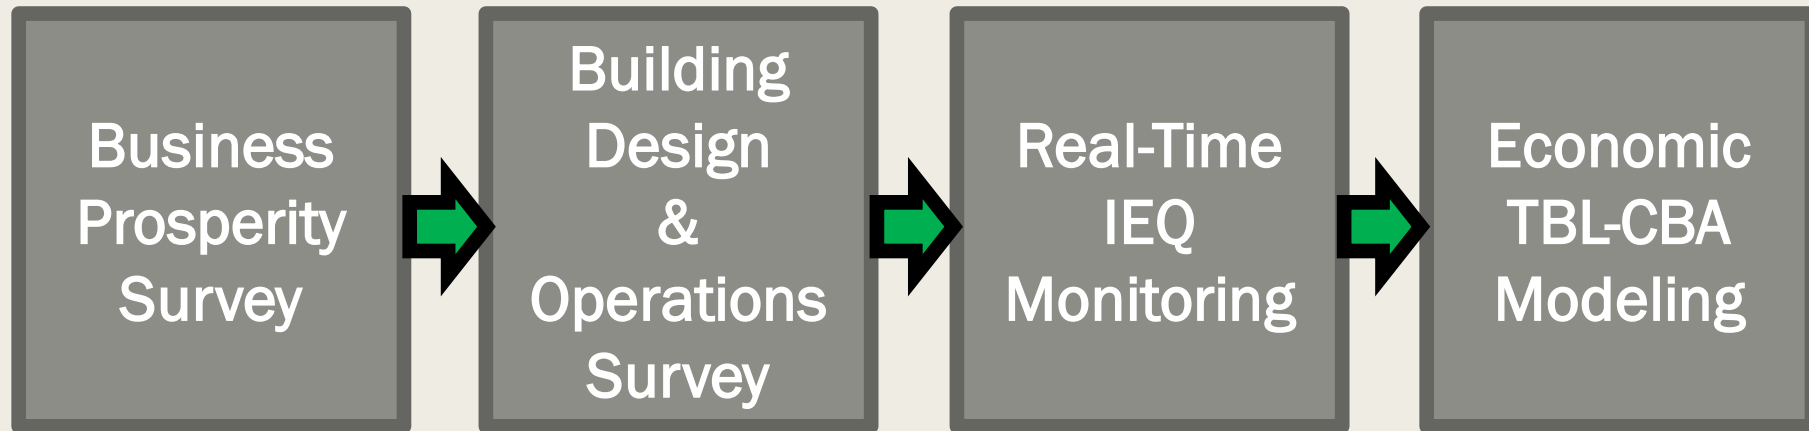 Business
Prosperity
Survey
Building
Design
&
Operations
Survey
Real-Time
IEQ
Monitoring
Economic
TBL-CBA
Modeling